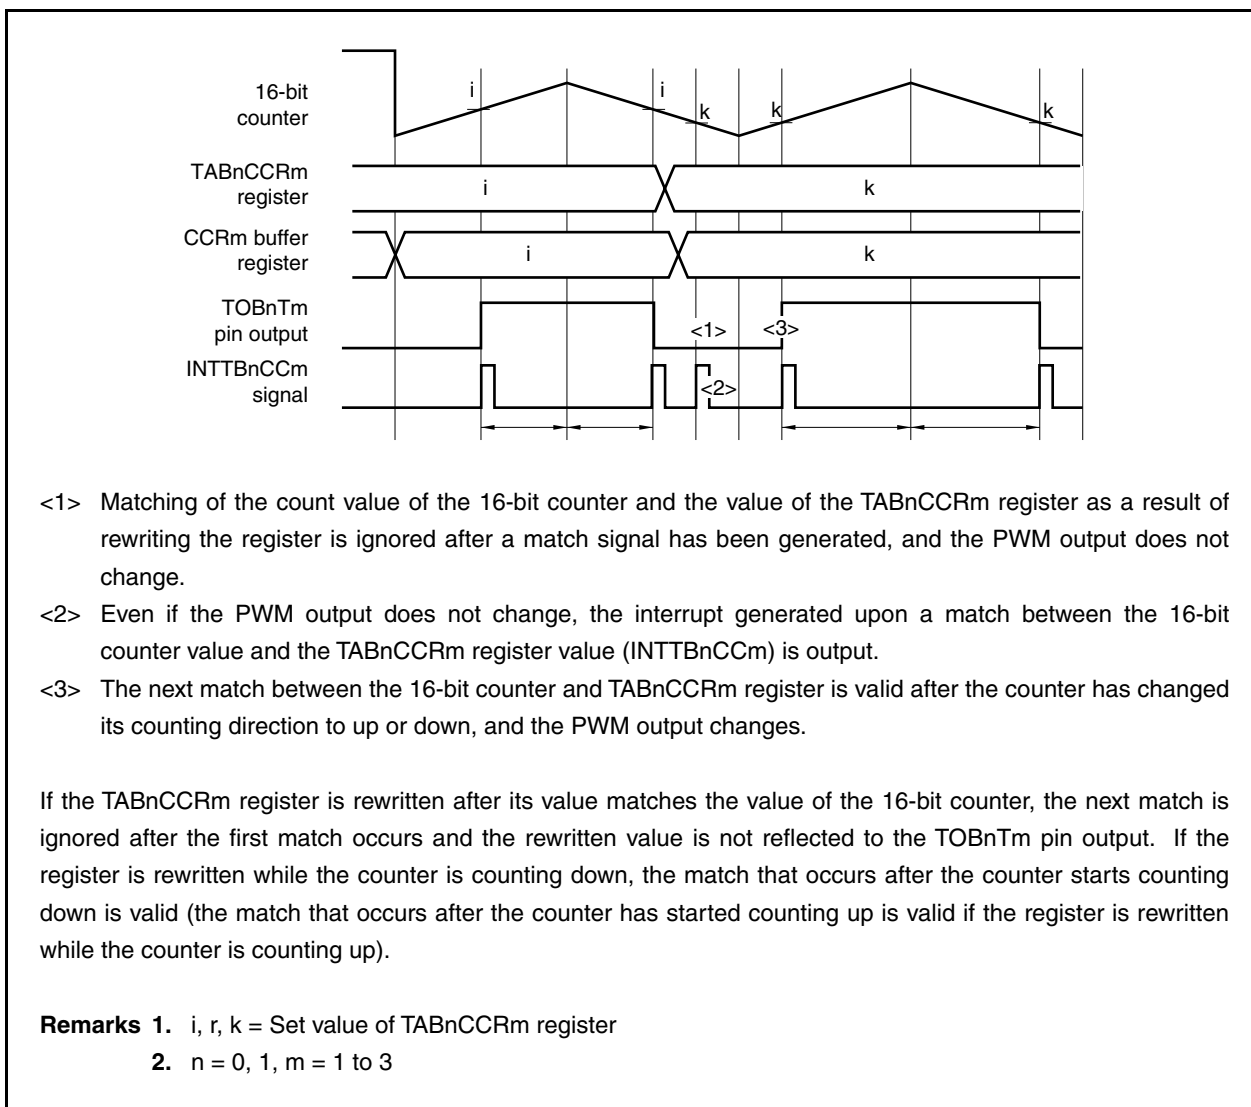 16-bit
counter
i
i
k
k
k
TABnCCRm
register
i
k
CCRm buffer
register
i
k
TOBnTm
pin output
<1>
<3>
INTTBnCCm
signal
<2>
<1> Matching of the count value of the 16-bit counter and the value of the TABnCCRm register as a result of
rewriting the register is ignored after a match signal has been generated, and the PWM output does not
change.
<2> Even if the PWM output does not change, the interrupt generated upon a match between the 16-bit
counter value and the TABnCCRm register value (INTTBnCCm) is output.
<3> The next match between the 16-bit counter and TABnCCRm register is valid after the counter has changed
its counting direction to up or down, and the PWM output changes.
If the TABnCCRm register is rewritten after its value matches the value of the 16-bit counter, the next match is
ignored after the first match occurs and the rewritten value is not reflected to the TOBnTm pin output. If the
register is rewritten while the counter is counting down, the match that occurs after the counter starts counting
down is valid (the match that occurs after the counter has started counting up is valid if the register is rewritten
while the counter is counting up).
Remarks 1. i, r, k = Set value of TABnCCRm register
2. n = 0, 1, m = 1 to 3